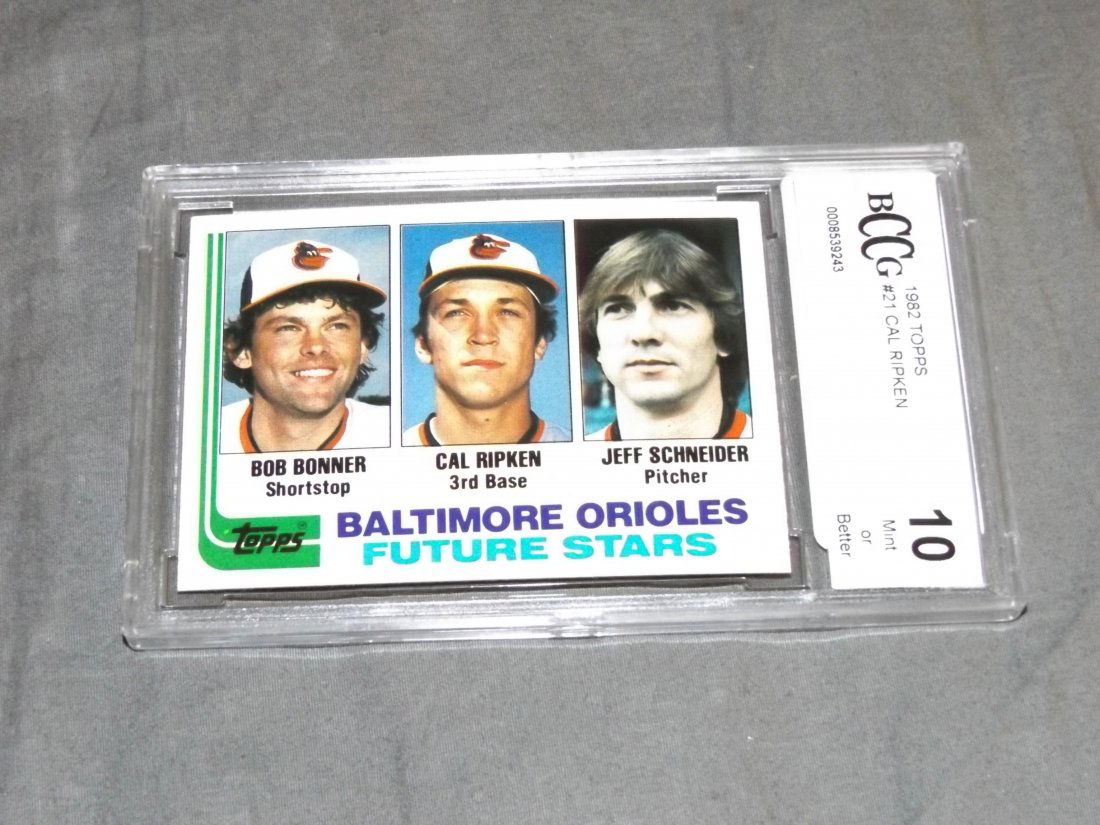 BOB BONNER
Shortstop
CAL RIPKEN
3rd Base
JEFF SCHNEIDER
Pitcher
Topps
BALTIMORE ORIOLES
FUTURE STARS
BCCG
1982 TOPPS
#21 CAL RIPKEN
0008539243
10
Mint
or
Better